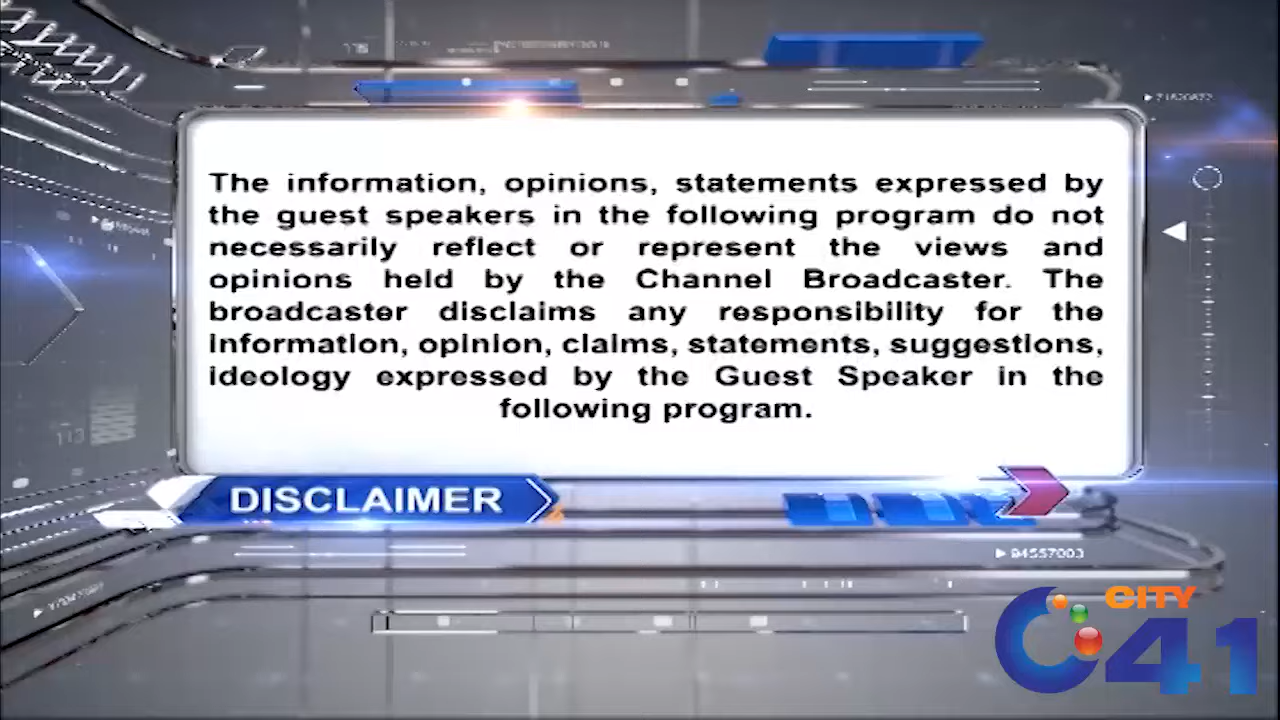 The information, opinions, statements expressed by
the guest speakers in the following program do not
necessarily reflect or represent the views and
opinions held by the Channel Broadcaster. The
broadcaster disclaims any responsibility for the
information, opinion, claims, statements, suggestions,
ideology expressed by the Guest Speaker in the
following program.
DISCLAIMER
94557003
CITY
41